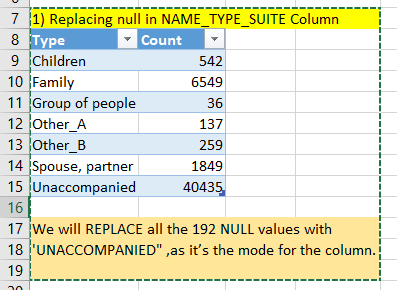 7 1) Replacing null in NAME_TYPE_SUITE Column
8 Type Count
9 Children 542
10 Family 6549
11 Group of people 36
12 Other_A 137
13 Other_B 259
14 Spouse, partner 1849
15 Unaccompanied 40435
16
17 We will REPLACE all the 192 NULL values with
18 'UNACCOMPANIED" ,as it's the mode for the column.
19